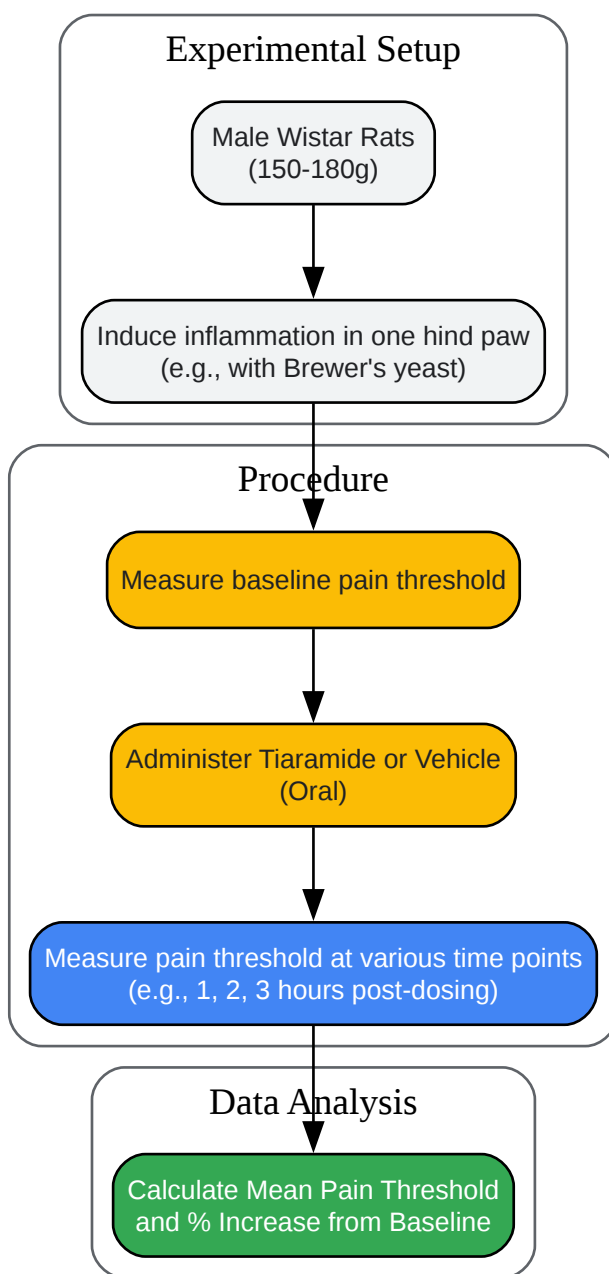 Experimental Setup
Male Wistar Rats
(150-180g)
Induce inflammation in one hind paw
(e.g., with Brewer's yeast)
Procedure
Measure baseline pain threshold
Administer Tiaramide or Vehicle
(Oral)
Measure pain threshold at various time points
(e.g., 1, 2, 3 hours post-dosing)
Data Analysis
Calculate Mean Pain Threshold
and % Increase from Baseline